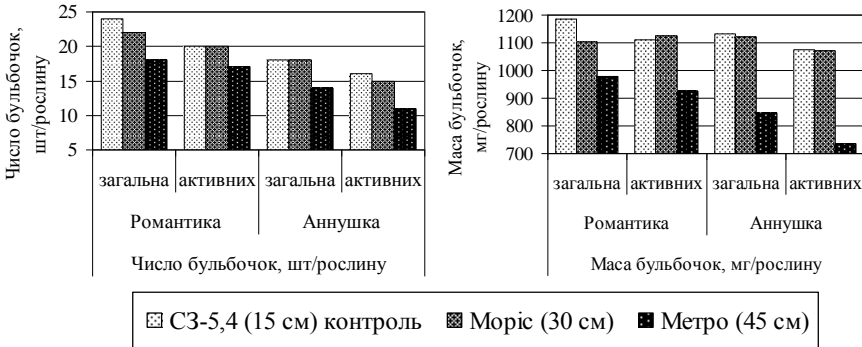 Число бульбочок,
шт/рослину
25
20
15
10
5
загальна активних загальна активних
Романтика Аннушка
Число бульбочок, шт/рослину
Маса бульбочок,
мг/рослину
1200
1100
1000
900
800
700
загальна активних загальна активних
Романтика Аннушка
Маса бульбочок, мг/рослину
СЗ-5,4 (15 см) контроль Моріс (30 см) Метро (45 см)